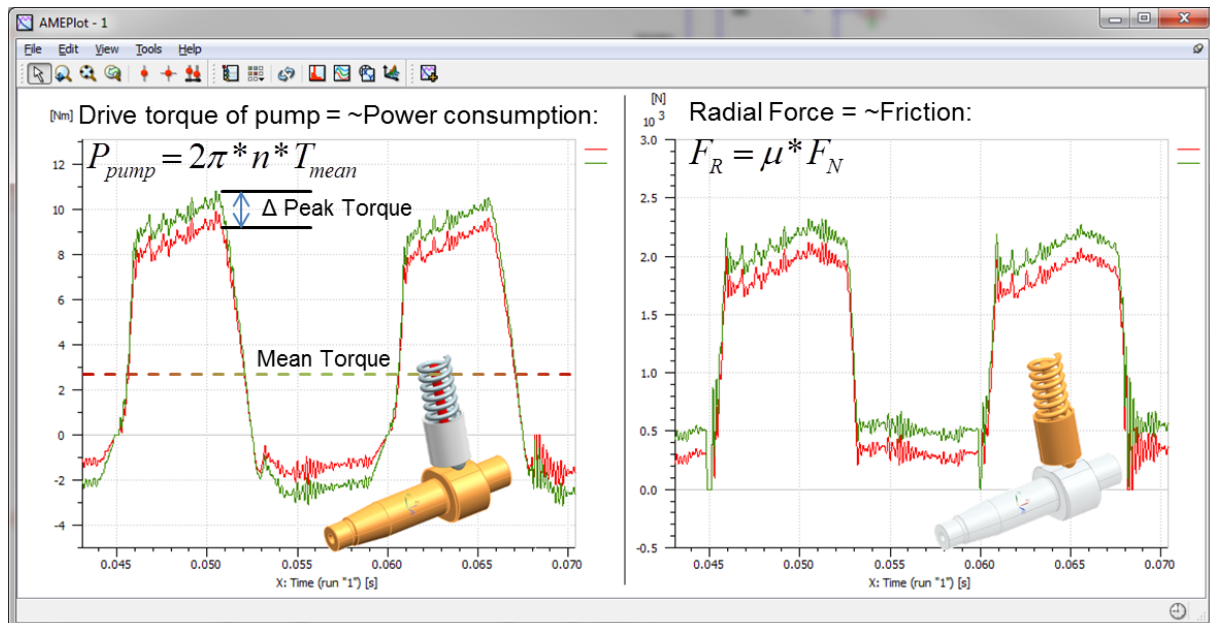 AMEPlot - 1
File Edit View Tools Help
[Nm] Drive torque of pump = ~Power consumption:
P_pump = 2π * n * T_mean
Δ Peak Torque
Mean Torque
12
10
8
6
4
2
0
-2
-4
0.045 0.050 0.055 0.060 0.065 0.070
X: Time (run "1") [s]
[N]
10 3
Radial Force = ~Friction:
F_R = μ * F_N
3.0
2.5
2.0
1.5
1.0
0.5
0.0
-0.5
0.045 0.050 0.055 0.060 0.065 0.070
X: Time (run "1") [s]